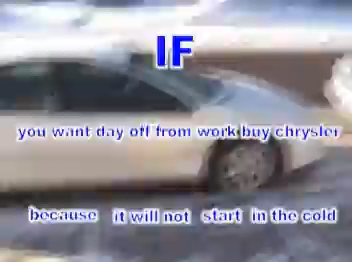 IF
you want day off from work buy chrysler
because it will not start in the cold